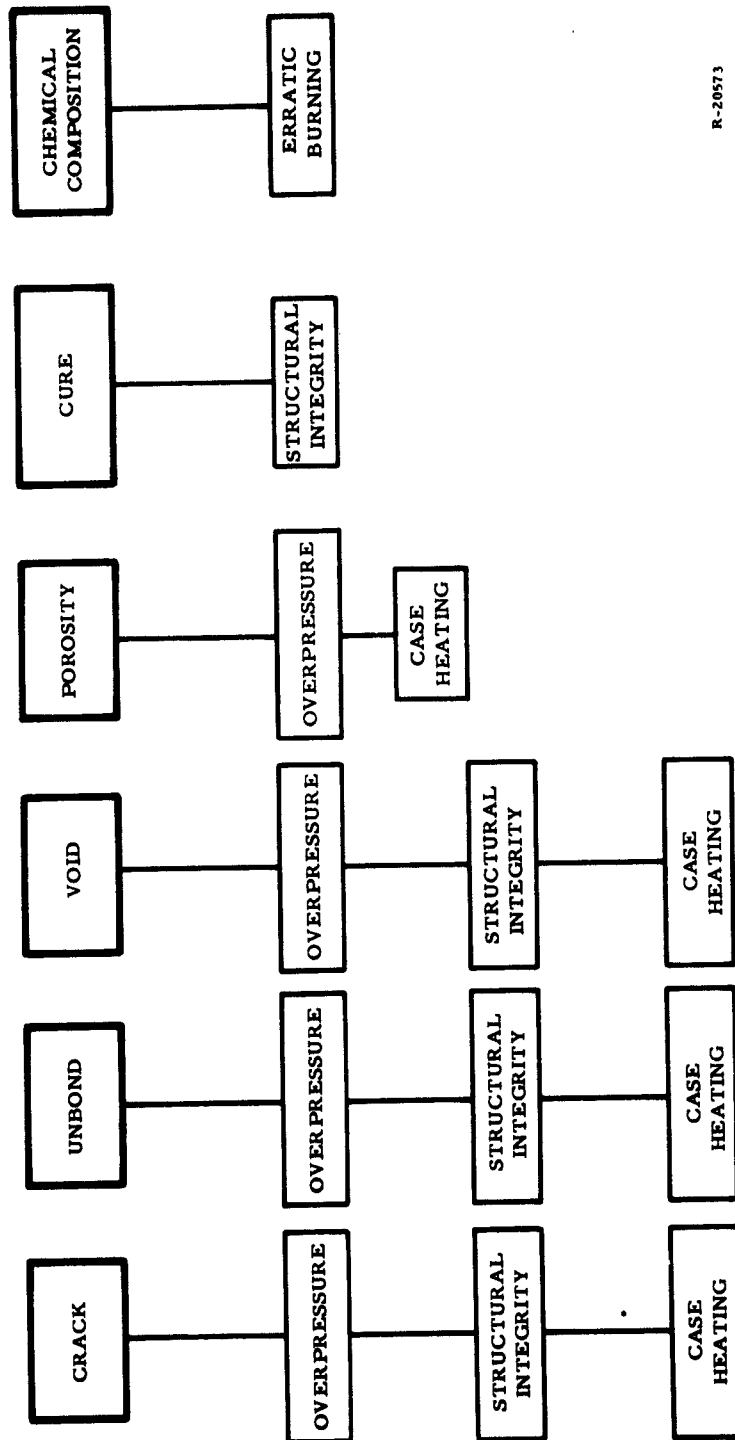 CRACK
OVERPRESSURE
STRUCTURAL
INTEGRITY
CASE
HEATING
UNBOND
OVERPRESSURE
STRUCTURAL
INTEGRITY
CASE
HEATING
VOID
OVERPRESSURE
STRUCTURAL
INTEGRITY
CASE
HEATING
POROSITY
OVERPRESSURE
CASE
HEATING
CURE
STRUCTURAL
INTEGRITY
CHEMICAL
COMPOSITION
ERRATIC
BURNING
R-20573